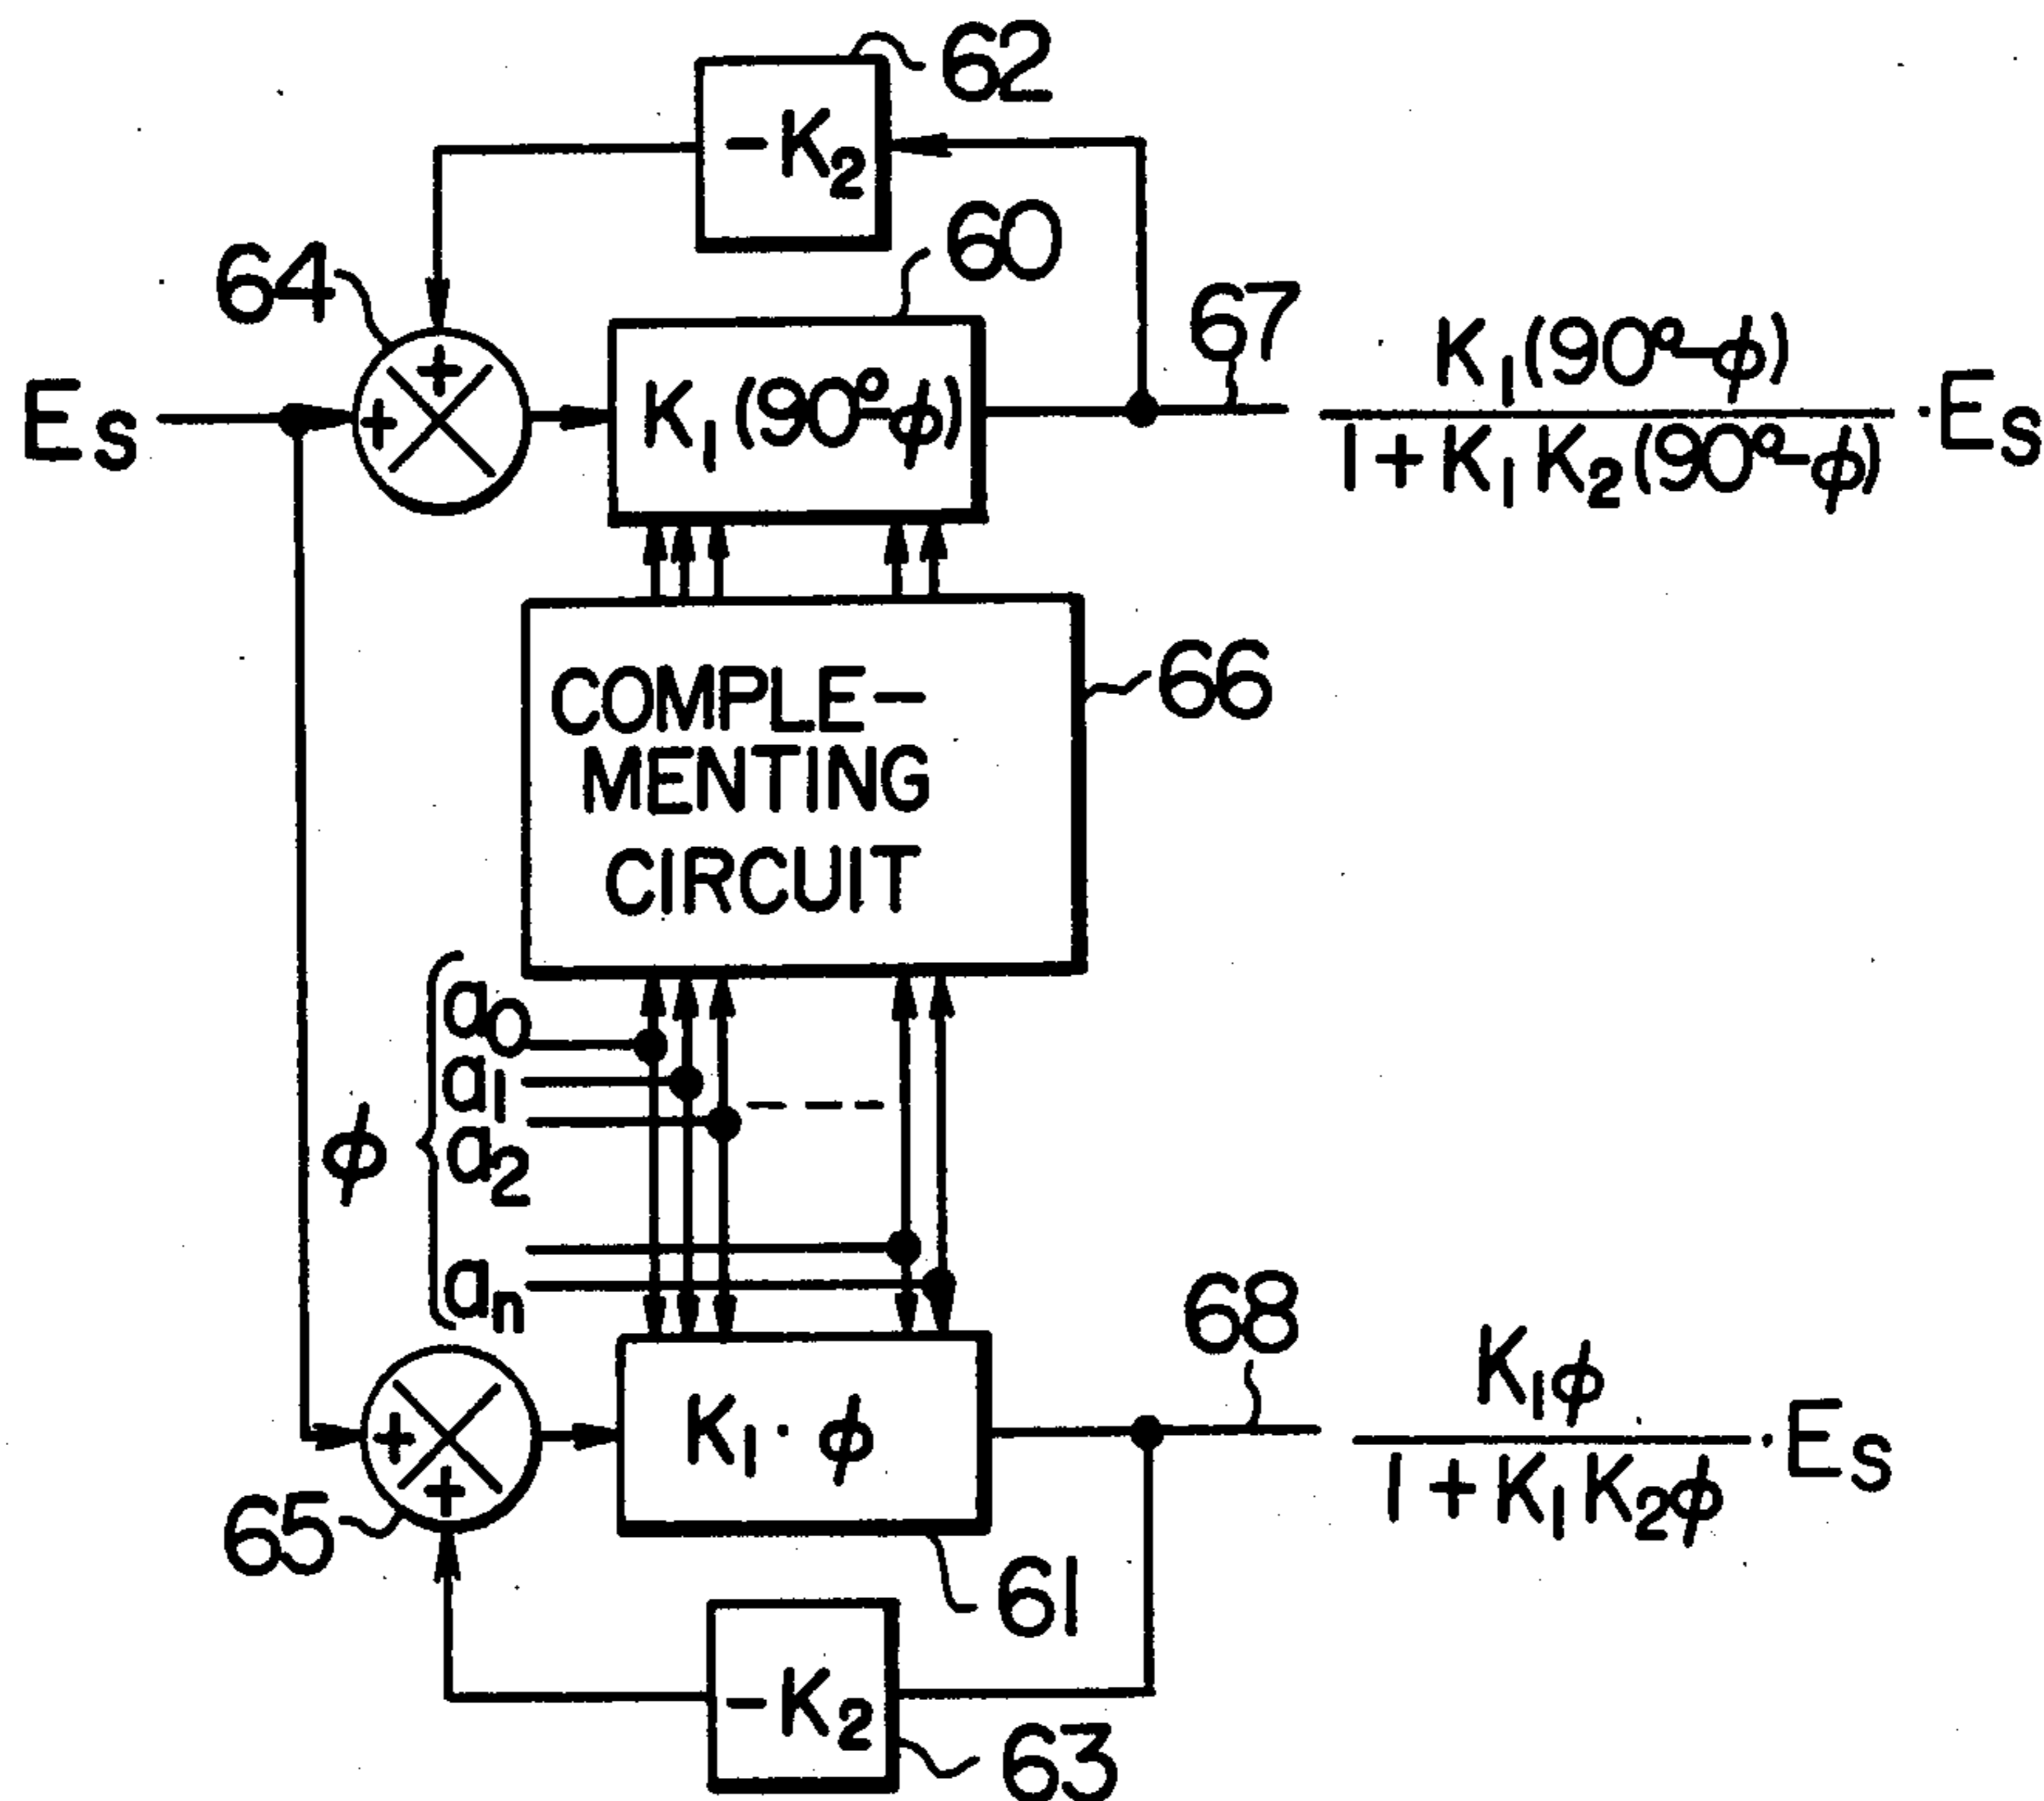 62
-K₂
60
64
67
Es
K₁(90°-ϕ)
K₁(90°-ϕ)
1+K₁K₂(90°-ϕ)
·Es
COMPLE-
MENTING
CIRCUIT
66
a₀
a₁
a₂
ϕ
aₙ
68
K₁·ϕ
K₁ϕ
1+K₁K₂ϕ
·Es
65
61
-K₂
63